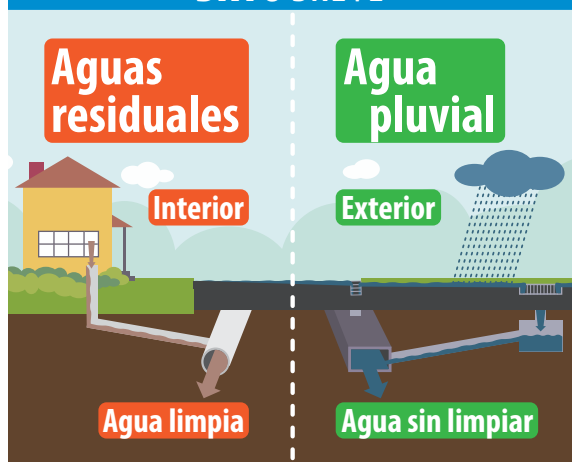 Aguas
residuales
Agua
pluvial
Interior
Exterior
Agua limpia
Agua sin limpiar